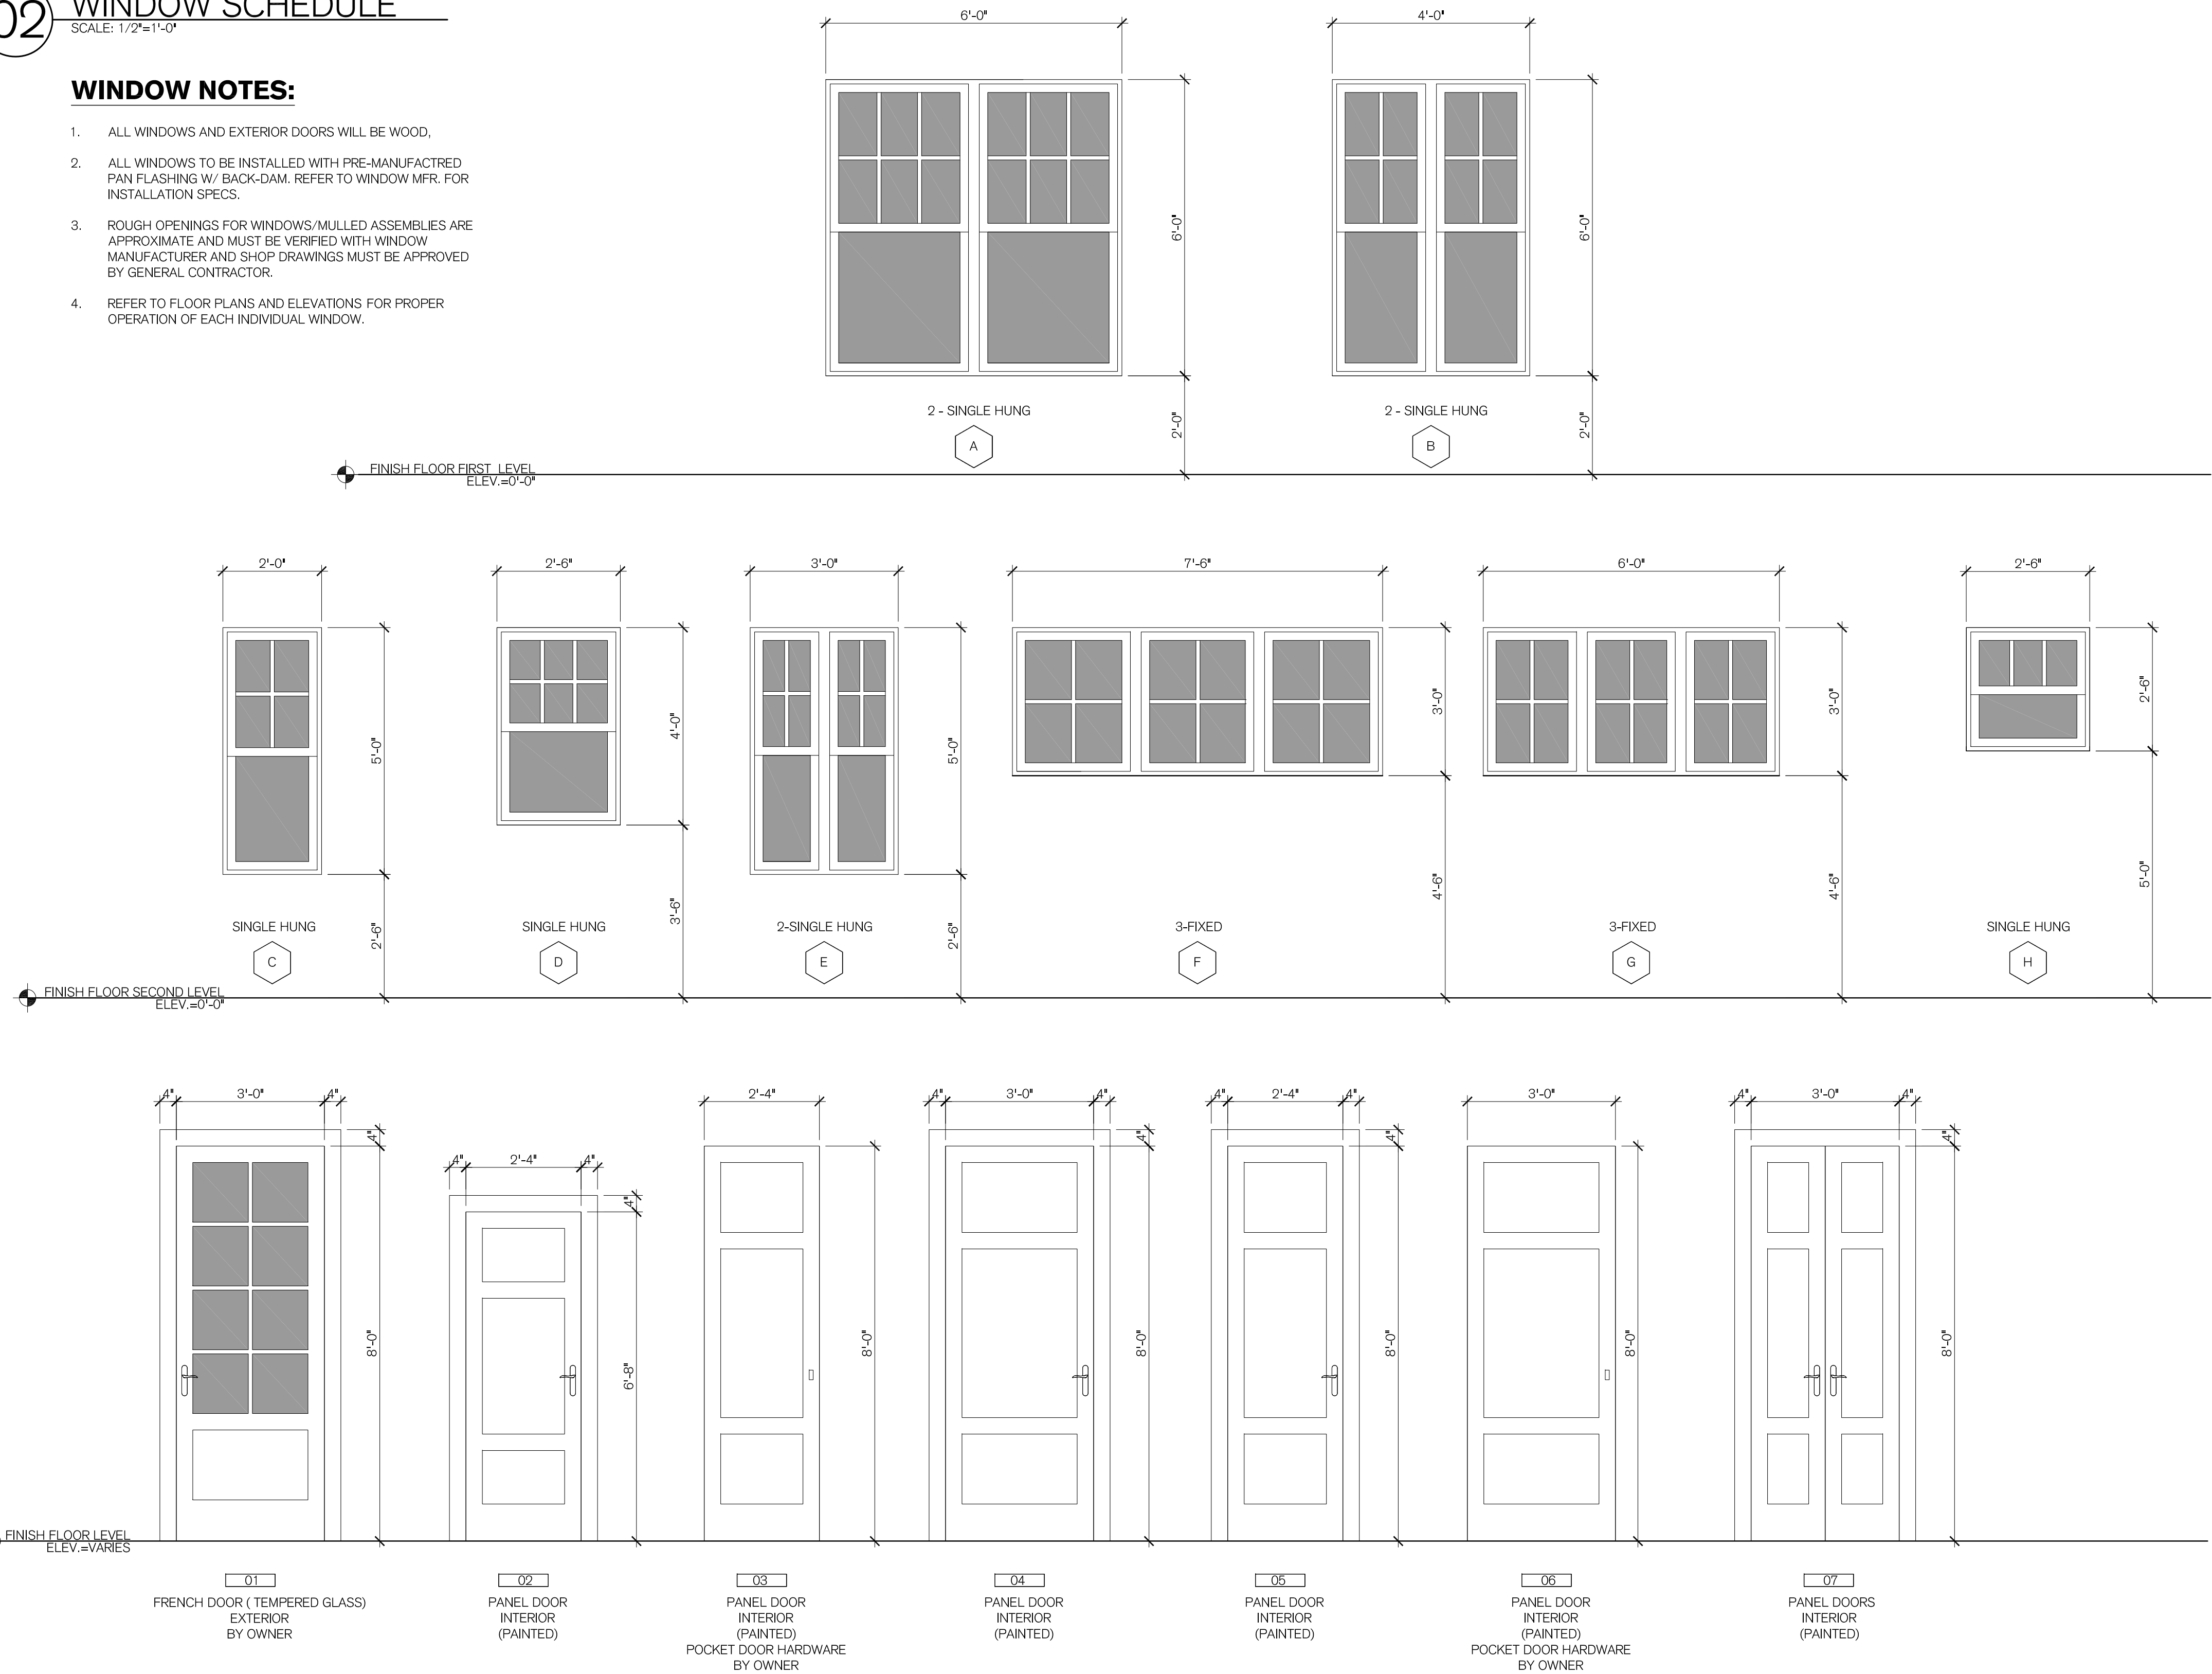 02
WINDOW SCHEDULE
SCALE: 1/2"=1'-0"
WINDOW NOTES:
1. ALL WINDOWS AND EXTERIOR DOORS WILL BE WOOD,
2. ALL WINDOWS TO BE INSTALLED WITH PRE-MANUFACTRED
PAN FLASHING W/ BACK-DAM. REFER TO WINDOW MFR. FOR
INSTALLATION SPECS.
3. ROUGH OPENINGS FOR WINDOWS/MULLED ASSEMBLIES ARE
APPROXIMATE AND MUST BE VERIFIED WITH WINDOW
MANUFACTURER AND SHOP DRAWINGS MUST BE APPROVED
BY GENERAL CONTRACTOR.
4. REFER TO FLOOR PLANS AND ELEVATIONS FOR PROPER
OPERATION OF EACH INDIVIDUAL WINDOW.
6'-0"
6'-0"
2'-0"
2 - SINGLE HUNG
A
4'-0"
6'-0"
2'-0"
2 - SINGLE HUNG
B
FINISH FLOOR FIRST LEVEL
ELEV.=0'-0"
2'-0"
5'-0"
2'-6"
SINGLE HUNG
C
2'-6"
4'-0"
3'-6"
SINGLE HUNG
D
3'-0"
5'-0"
2'-6"
2-SINGLE HUNG
E
7'-6"
3'-0"
4'-6"
3-FIXED
F
6'-0"
3'-0"
4'-6"
3-FIXED
G
2'-6"
2'-6"
5'-0"
SINGLE HUNG
H
FINISH FLOOR SECOND LEVEL
ELEV.=0'-0"
4" 3'-0" 4"
4"
8'-0"
4" 2'-4" 4"
4"
6'-8"
2'-4"
8'-0"
4" 3'-0" 4"
4"
8'-0"
4" 2'-4" 4"
4"
8'-0"
3'-0"
8'-0"
4" 3'-0" 4"
4"
8'-0"
FINISH FLOOR LEVEL
ELEV.=VARIES
01
FRENCH DOOR ( TEMPERED GLASS)
EXTERIOR
BY OWNER
02
PANEL DOOR
INTERIOR
(PAINTED)
03
PANEL DOOR
INTERIOR
(PAINTED)
POCKET DOOR HARDWARE
BY OWNER
04
PANEL DOOR
INTERIOR
(PAINTED)
05
PANEL DOOR
INTERIOR
(PAINTED)
06
PANEL DOOR
INTERIOR
(PAINTED)
POCKET DOOR HARDWARE
BY OWNER
07
PANEL DOORS
INTERIOR
(PAINTED)